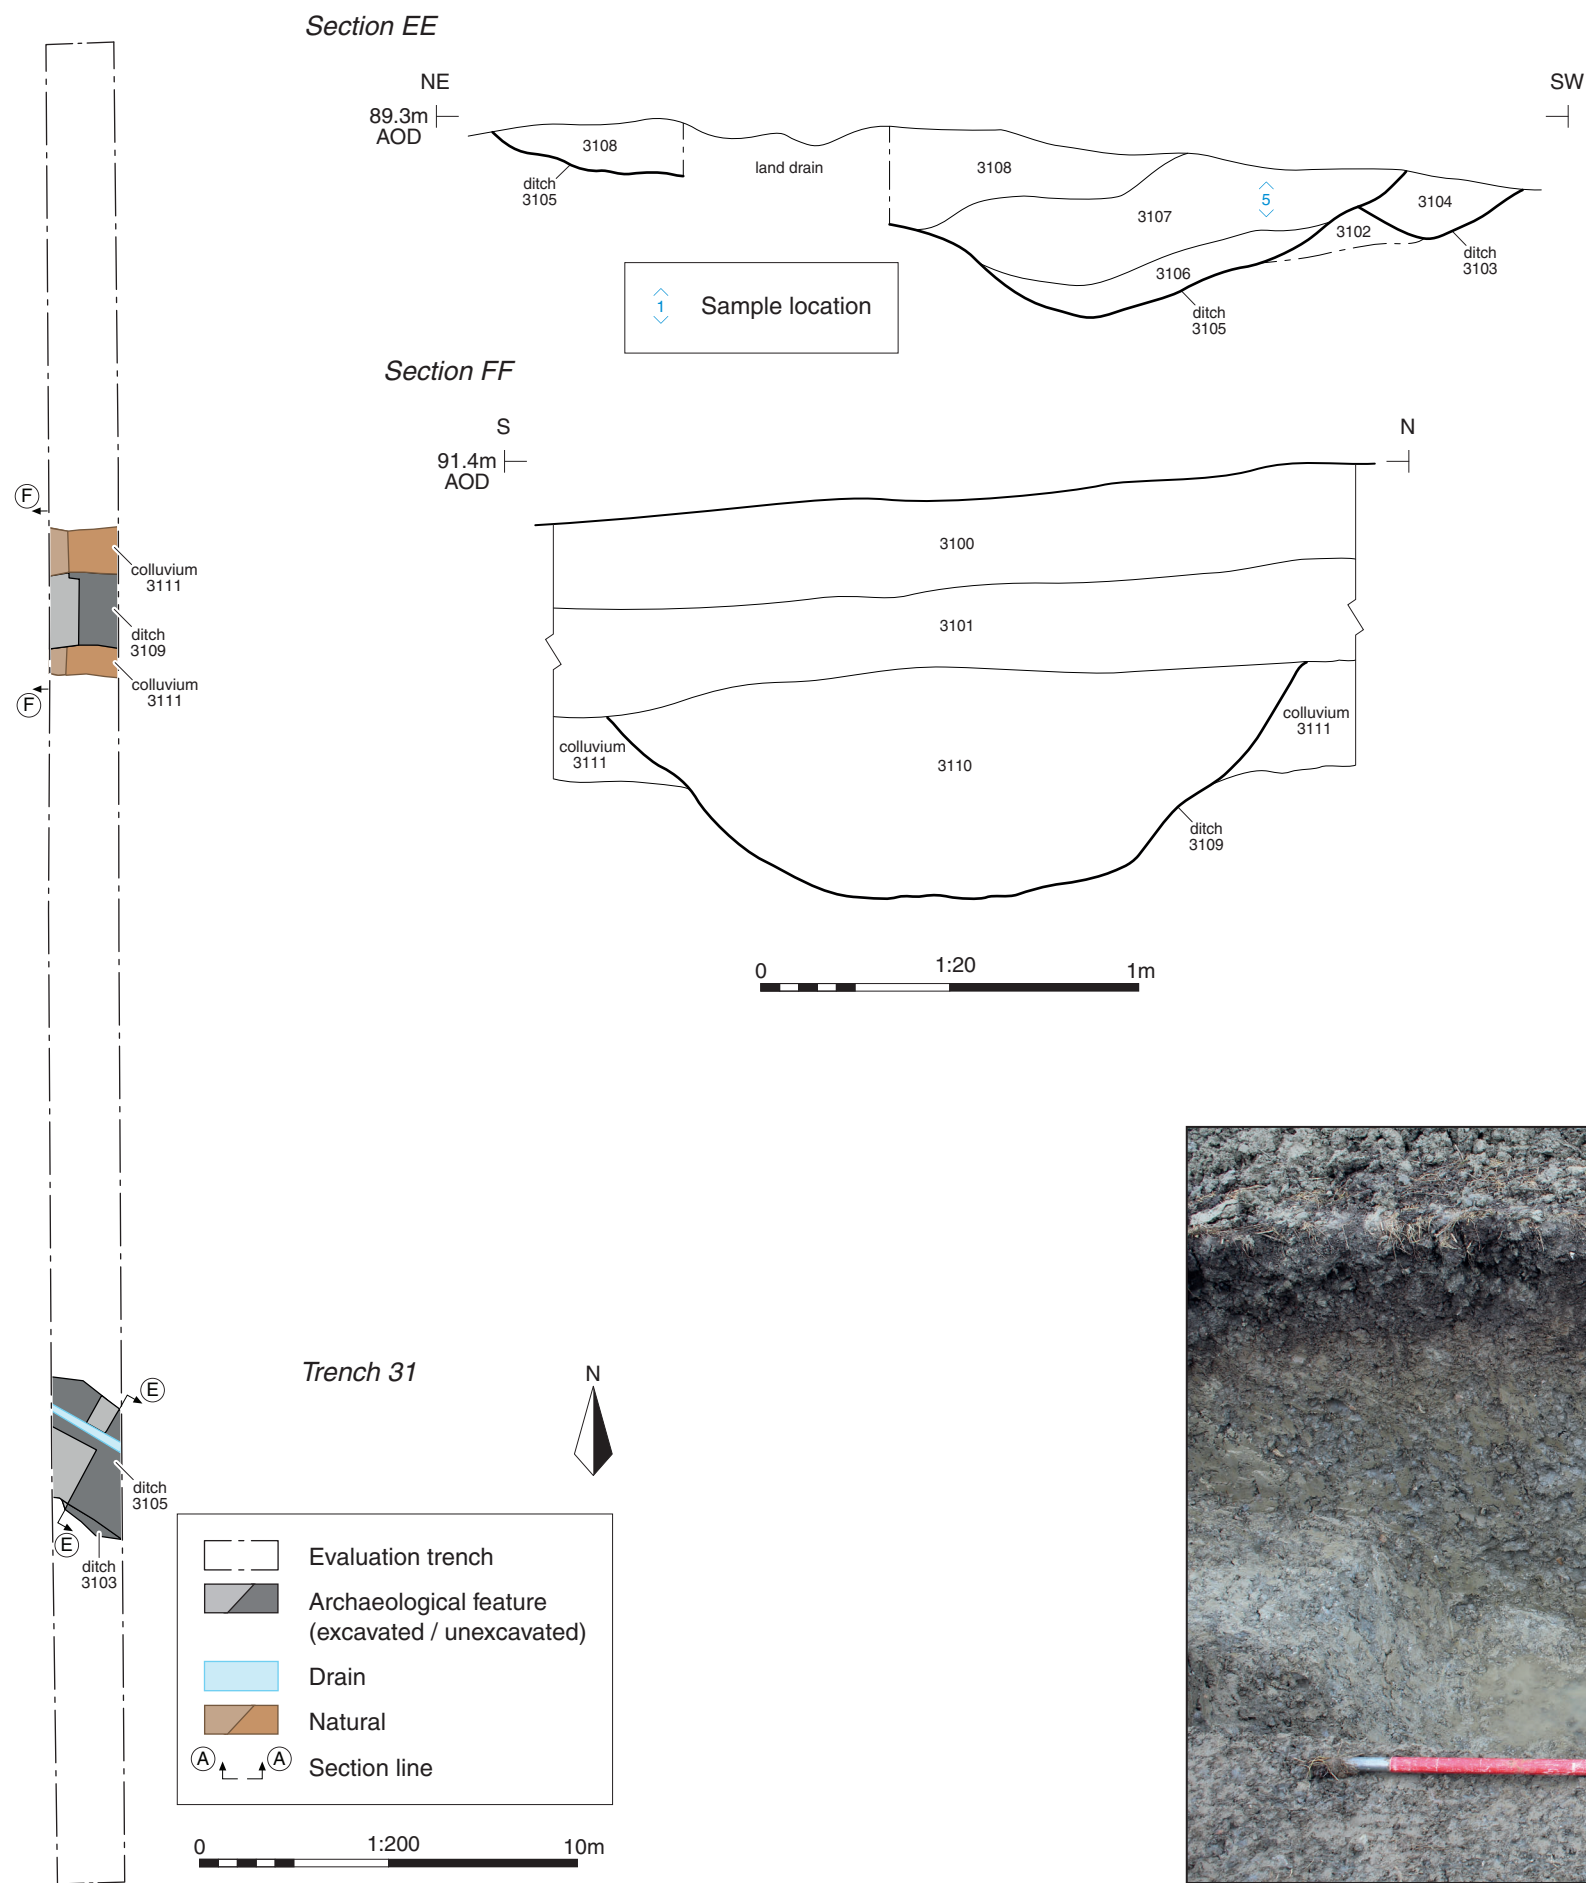 Section EE
NE
SW
89.3m
AOD
3108
land drain
3108
3107
5
3104
3102
3106
ditch
3105
ditch
3103
ditch
3105
1 Sample location
Section FF
S
N
91.4m
AOD
3100
3101
colluvium
3111
colluvium
3111
3110
ditch
3109
0 1:20 1m
F
colluvium
3111
ditch
3109
colluvium
3111
F
Trench 31
N
E
ditch
3105
E
ditch
3103
Evaluation trench
Archaeological feature
(excavated / unexcavated)
Drain
Natural
A A Section line
0 1:200 10m